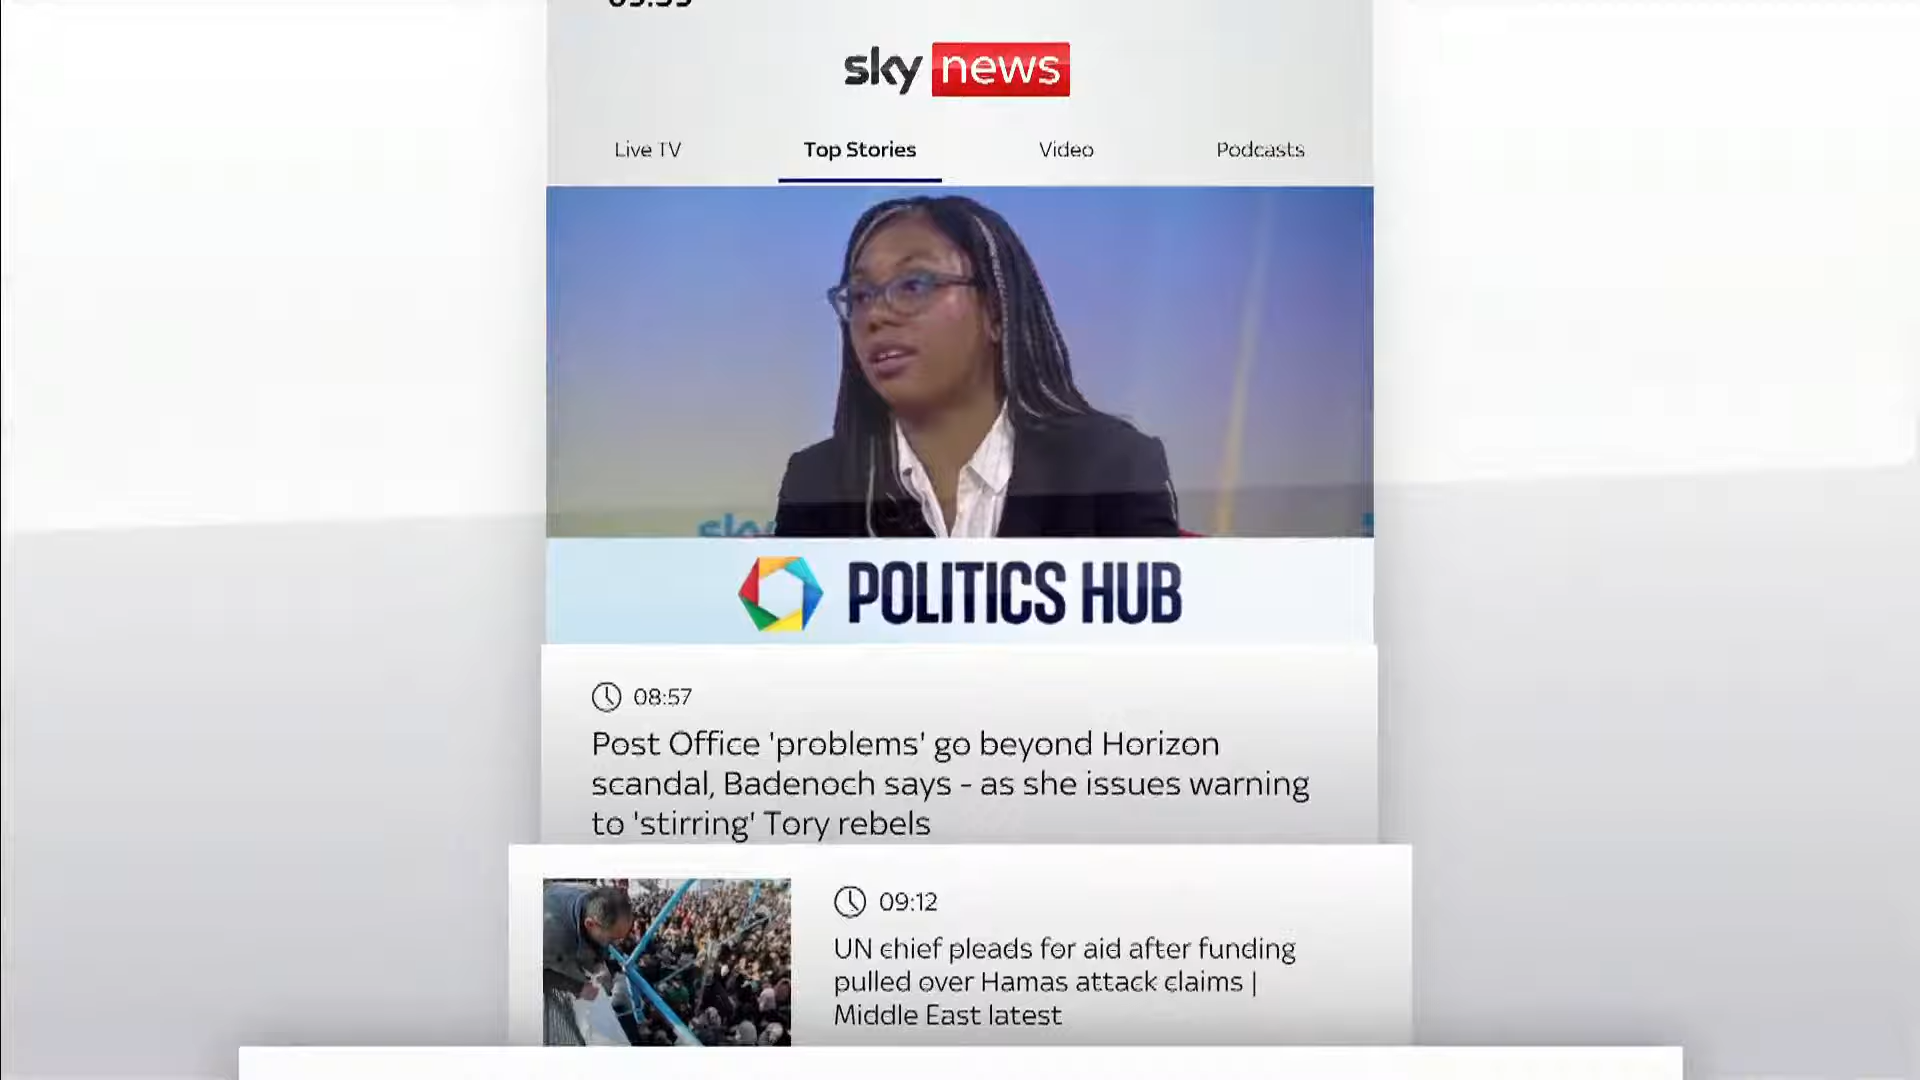 sky news
Live TV
Top Stories
Video
Podcasts
sky
POLITICS HUB
08:57
Post Office 'problems' go beyond Horizon
scandal, Badenoch says - as she issues warning
to 'stirring' Tory rebels
09:12
UN chief pleads for aid after funding
pulled over Hamas attack claims |
Middle East latest